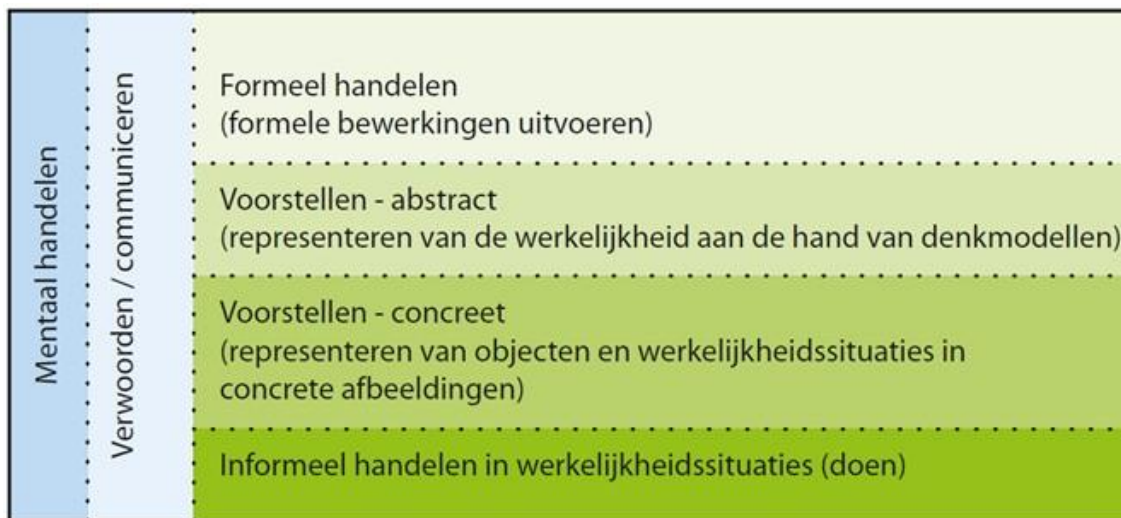 Mentaal handelen
Verwoorden / communiceren
Formeel handelen
(formele bewerkingen uitvoeren)
Voorstellen - abstract
(representeren van de werkelijkheid aan de hand van denkmodellen)
Voorstellen - concreet
(representeren van objecten en werkelijkheidssituaties in
concrete afbeeldingen)
Informeel handelen in werkelijkheidssituaties (doen)